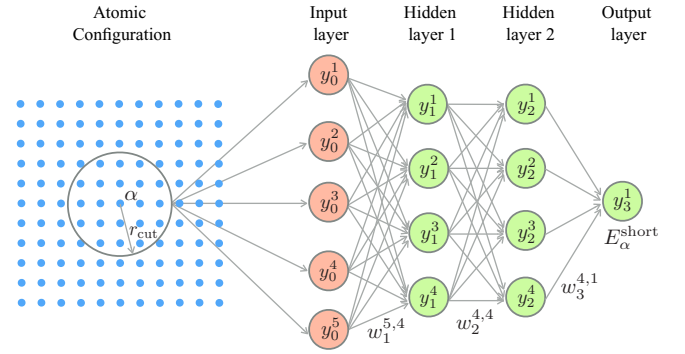 Atomic
Configuration
Input
layer
Hidden
layer 1
Hidden
layer 2
Output
layer
α
r_cut
y_0^1
y_0^2
y_0^3
y_0^4
y_0^5
y_1^1
y_1^2
y_1^3
y_1^4
w_1^{5,4}
y_2^1
y_2^2
y_2^3
y_2^4
w_2^{4,4}
y_3^1
E_α^{short}
w_3^{4,1}